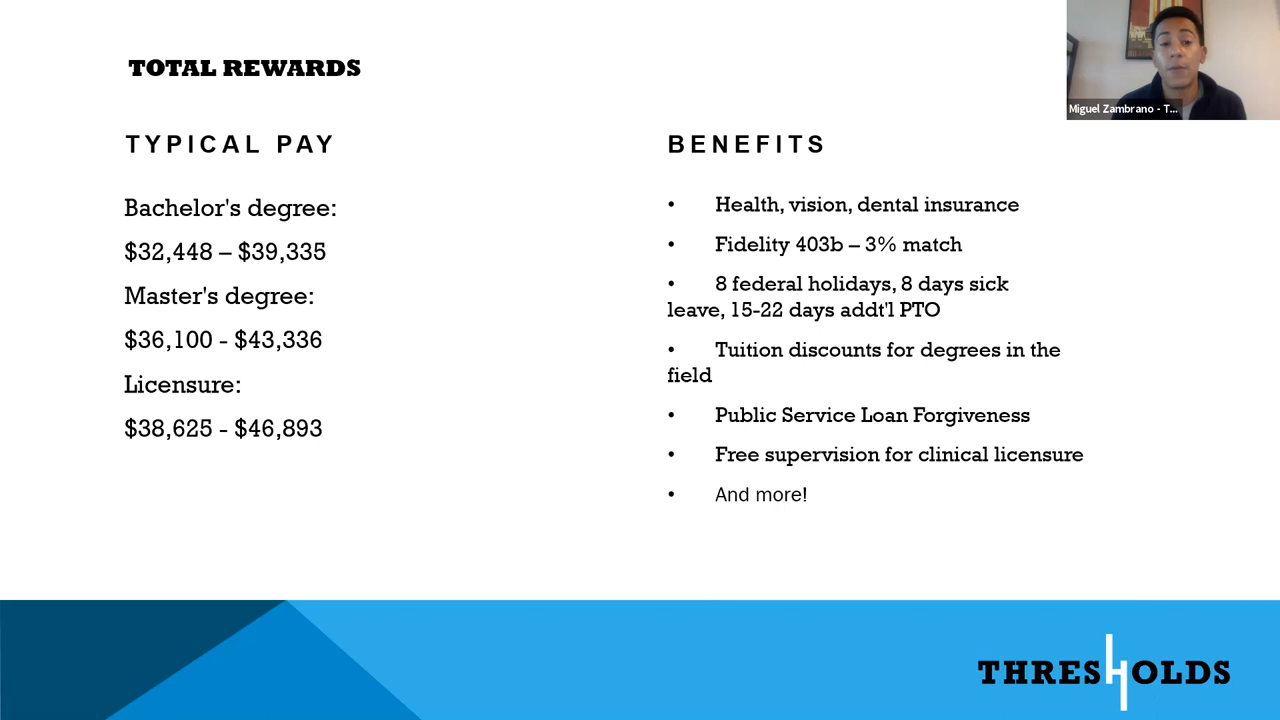 TOTAL REWARDS
TYPICAL PAY
Bachelor's degree:
$32,448 – $39,335
Master's degree:
$36,100 - $43,336
Licensure:
$38,625 - $46,893
BENEFITS
• Health, vision, dental insurance
• Fidelity 403b – 3% match
• 8 federal holidays, 8 days sick
leave, 15-22 days addt'l PTO
• Tuition discounts for degrees in the
field
• Public Service Loan Forgiveness
• Free supervision for clinical licensure
• And more!
Miguel Zambrano - T...
THRESHOLDS